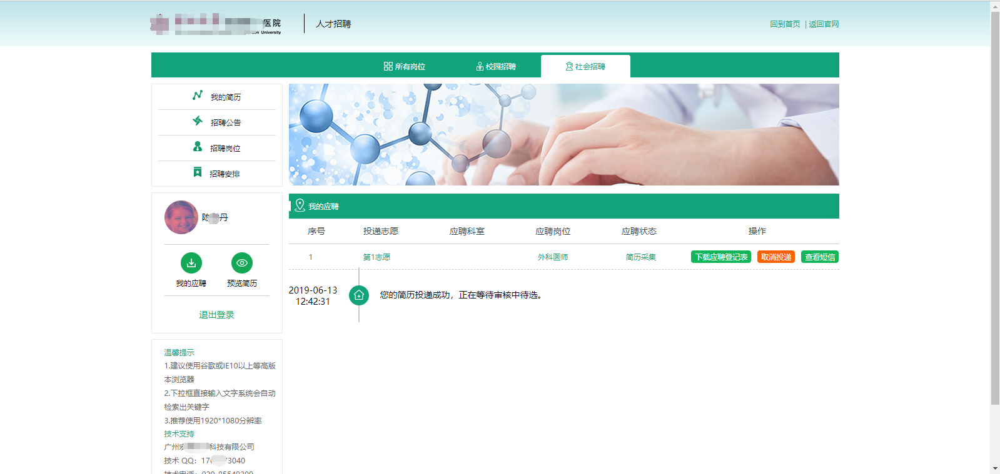 医院
University
人才招聘
回到首页 | 返回官网
所有岗位 校园招聘 社会招聘
我的简历
招聘公告
招聘岗位
招聘安排
陈 丹
我的应聘 预览简历
退出登录
温馨提示
1.建议使用谷歌或IE10以上等高版
本浏览器
2.下拉框直接输入文字系统会自动
检索出关键字
3.推荐使用1920*1080分辨率
技术支持
广州 科技有限公司
技术 QQ：17 3040
我的应聘
序号 投递志愿 应聘科室 应聘岗位 应聘状态 操作
1 第1志愿 外科医师 简历采集 下载应聘登记表 取消投递 查看短信
2019-06-13
12:42:31
您的简历投递成功，正在等待审核中待选。